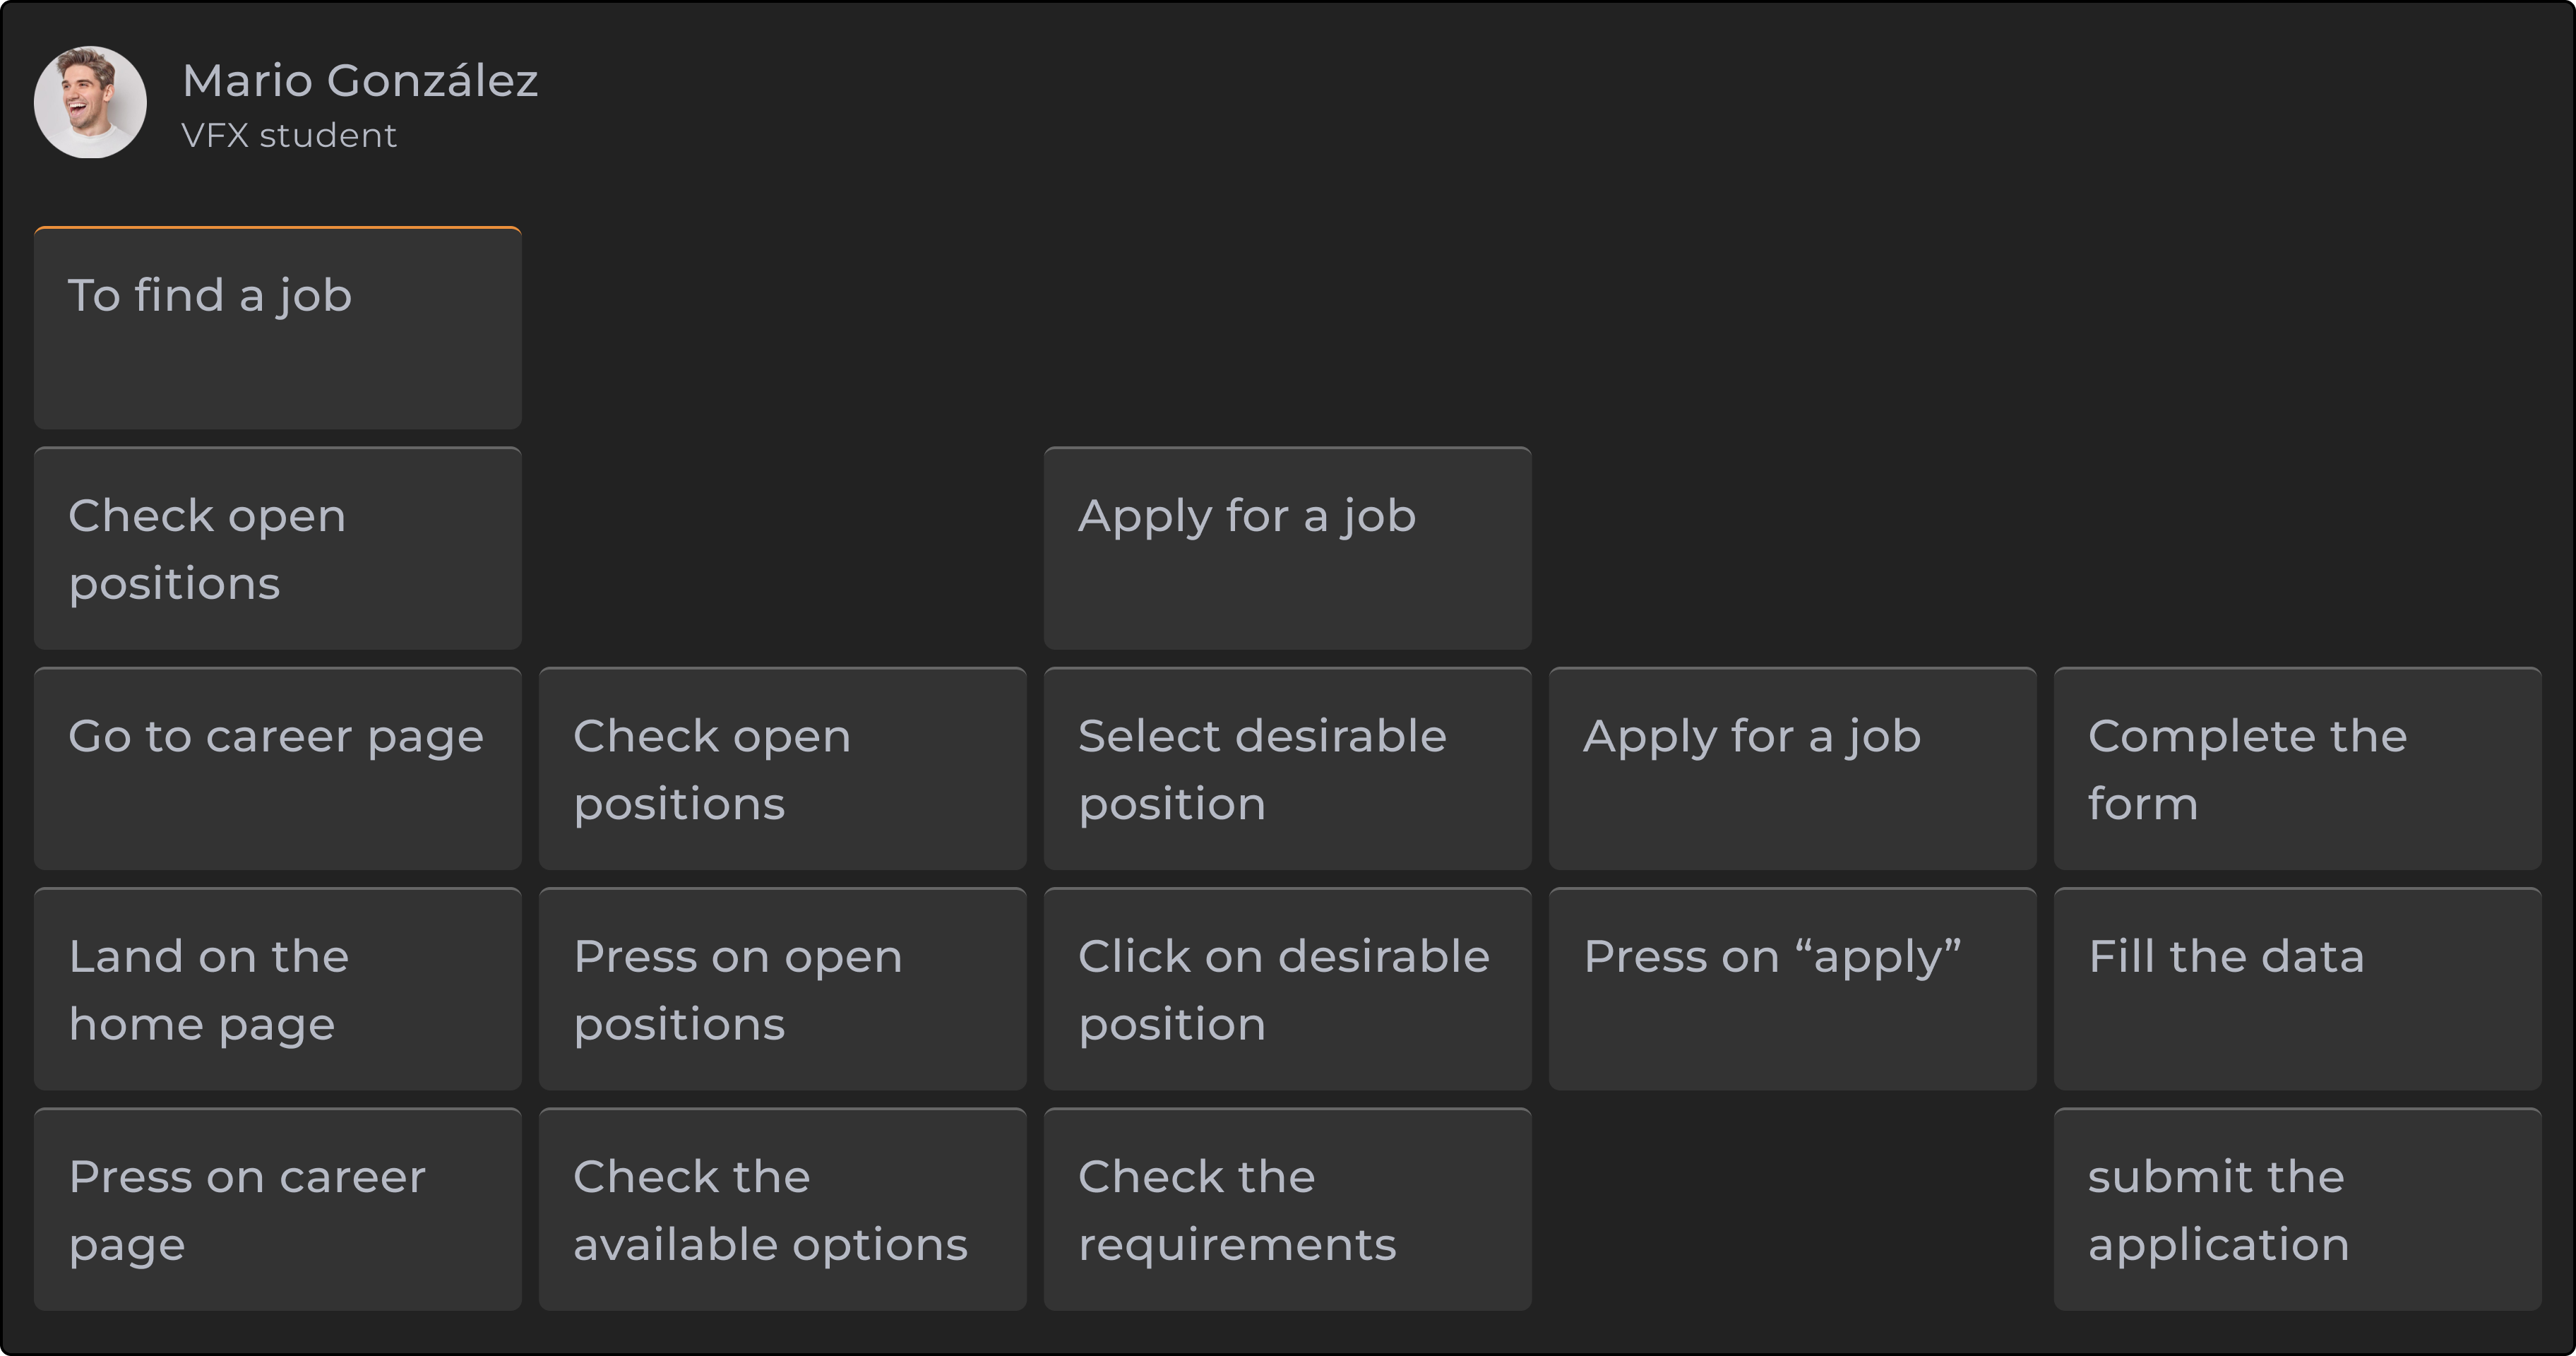 Mario González
VFX student
To find a job
Check open
positions
Apply for a job
Go to career page
Check open
positions
Select desirable
position
Apply for a job
Complete the
form
Land on the
home page
Press on open
positions
Click on desirable
position
Press on “apply”
Fill the data
Press on career
page
Check the
available options
Check the
requirements
submit the
application